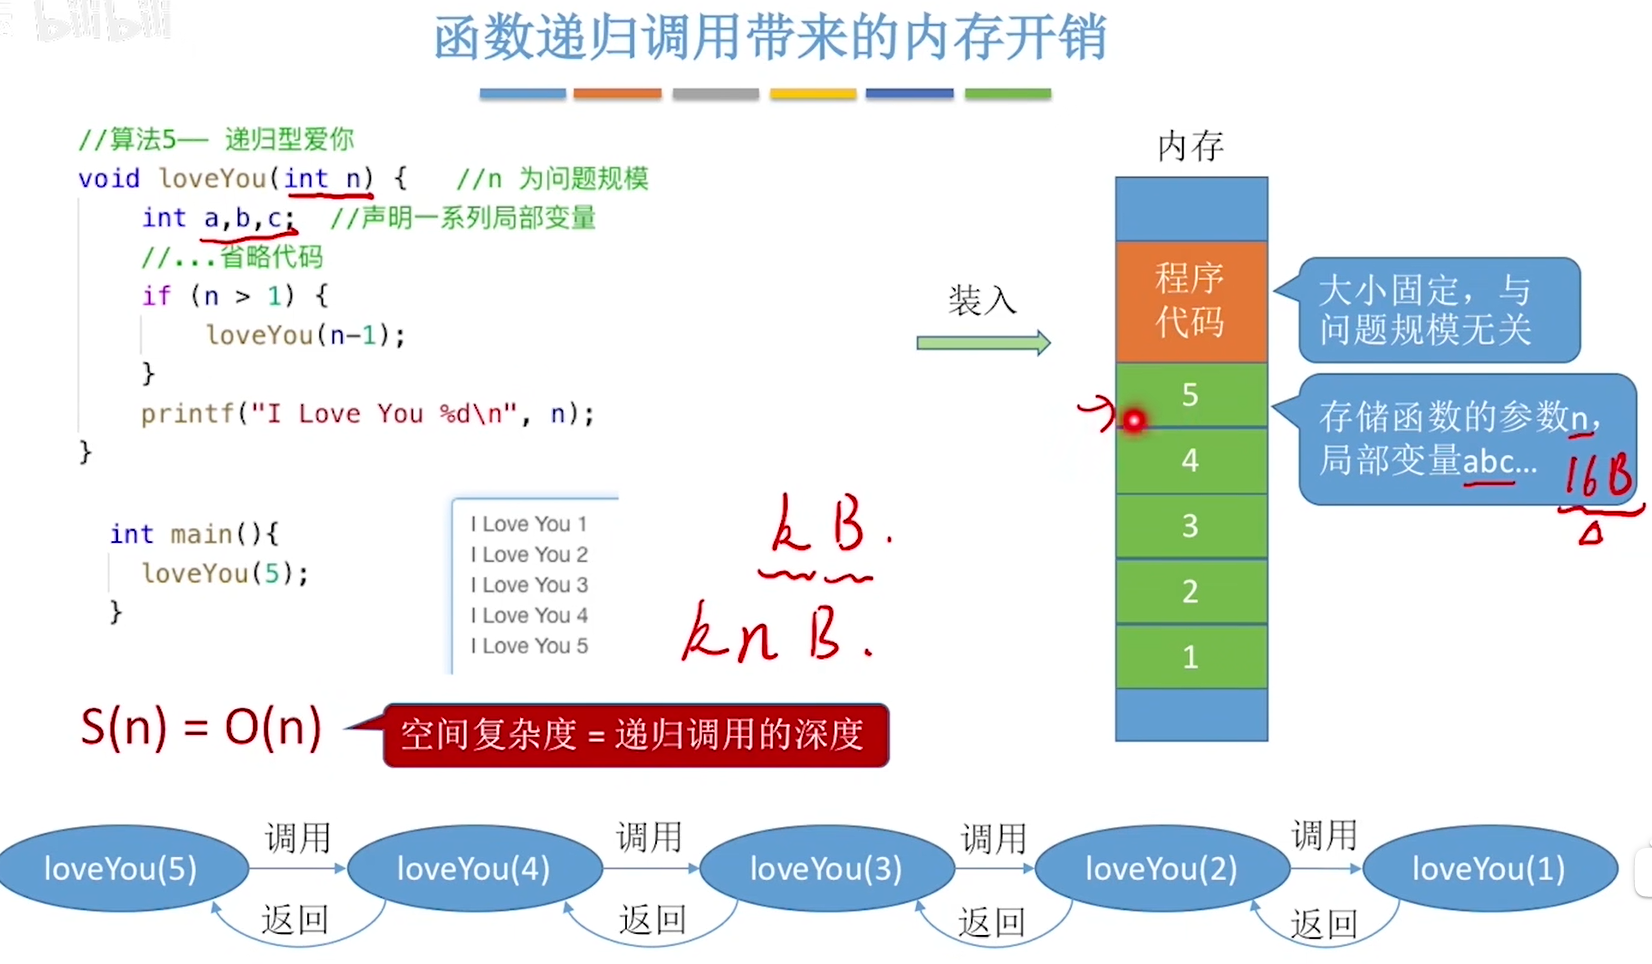 bilibili
函数递归调用带来的内存开销
//算法5—— 递归型爱你
void loveYou(int n) {   //n 为问题规模
int a,b,c;  //声明一系列局部变量
//...省略代码
if (n > 1) {
loveYou(n-1);
}
printf("I Love You %d\n", n);
}
int main(){
loveYou(5);
}
I Love You 1
I Love You 2
I Love You 3
I Love You 4
I Love You 5
k B.
k n B.
装入
内存
程序
代码
5
4
3
2
1
大小固定，与
问题规模无关
存储函数的参数n，
局部变量abc…
16B
S(n) = O(n)
空间复杂度 = 递归调用的深度
loveYou(5)
调用
返回
loveYou(4)
调用
返回
loveYou(3)
调用
返回
loveYou(2)
调用
返回
loveYou(1)